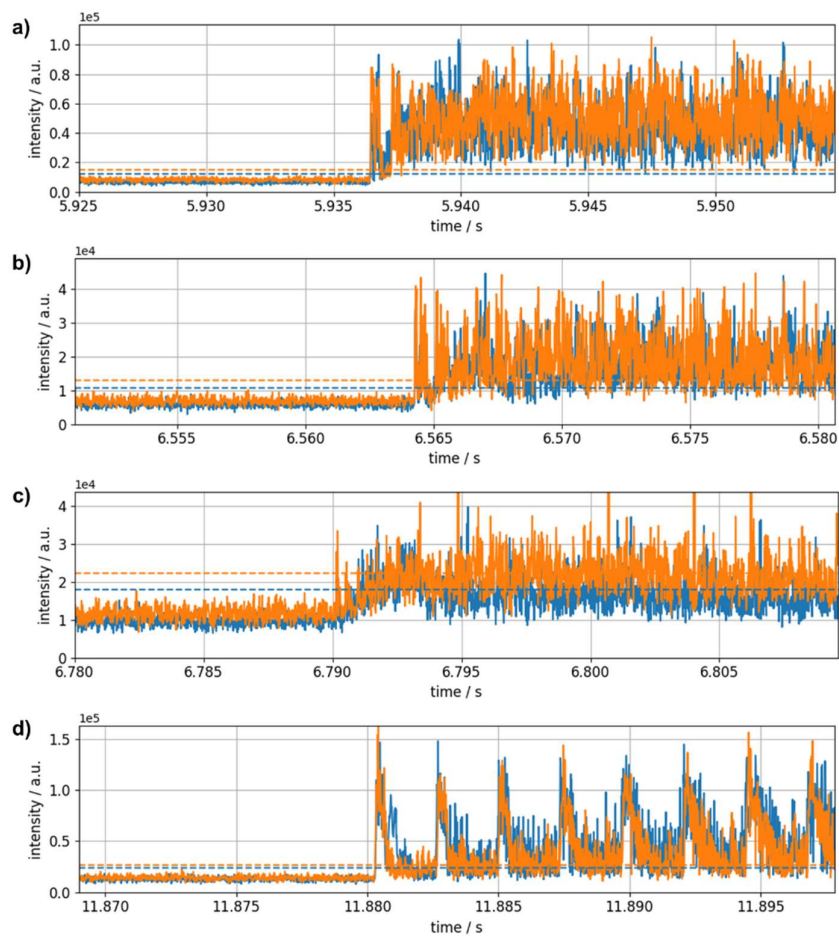 a)
1e5
intensity / a.u.
1.0
0.8
0.6
0.4
0.2
0.0
5.925 5.930 5.935 5.940 5.945 5.950
time / s
b)
1e4
intensity / a.u.
4
3
2
1
0
6.555 6.560 6.565 6.570 6.575 6.580
time / s
c)
1e4
intensity / a.u.
4
3
2
1
0
6.780 6.785 6.790 6.795 6.800 6.805
time / s
d)
1e5
intensity / a.u.
1.5
1.0
0.5
0.0
11.870 11.875 11.880 11.885 11.890 11.895
time / s